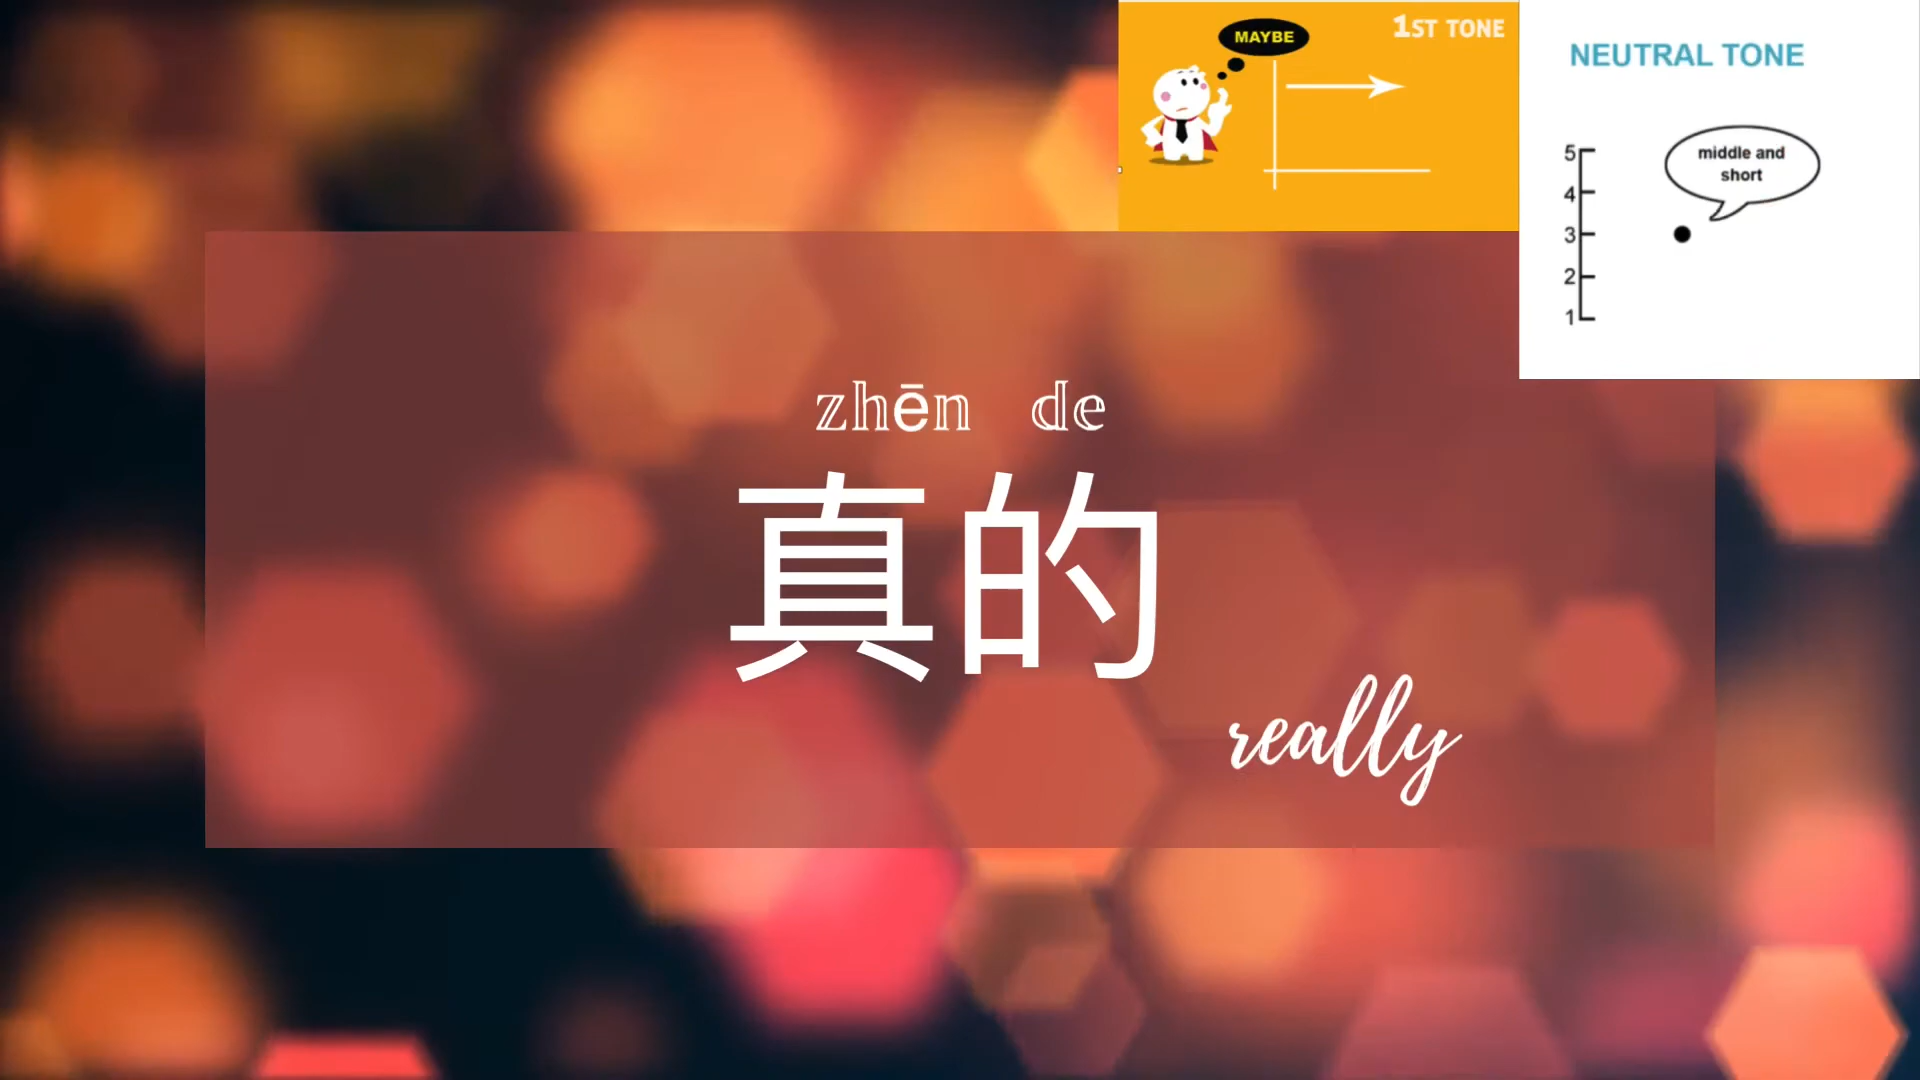 MAYBE
1ST TONE
NEUTRAL TONE
middle and
short
5
4
3
2
1
zhēn de
真的
really